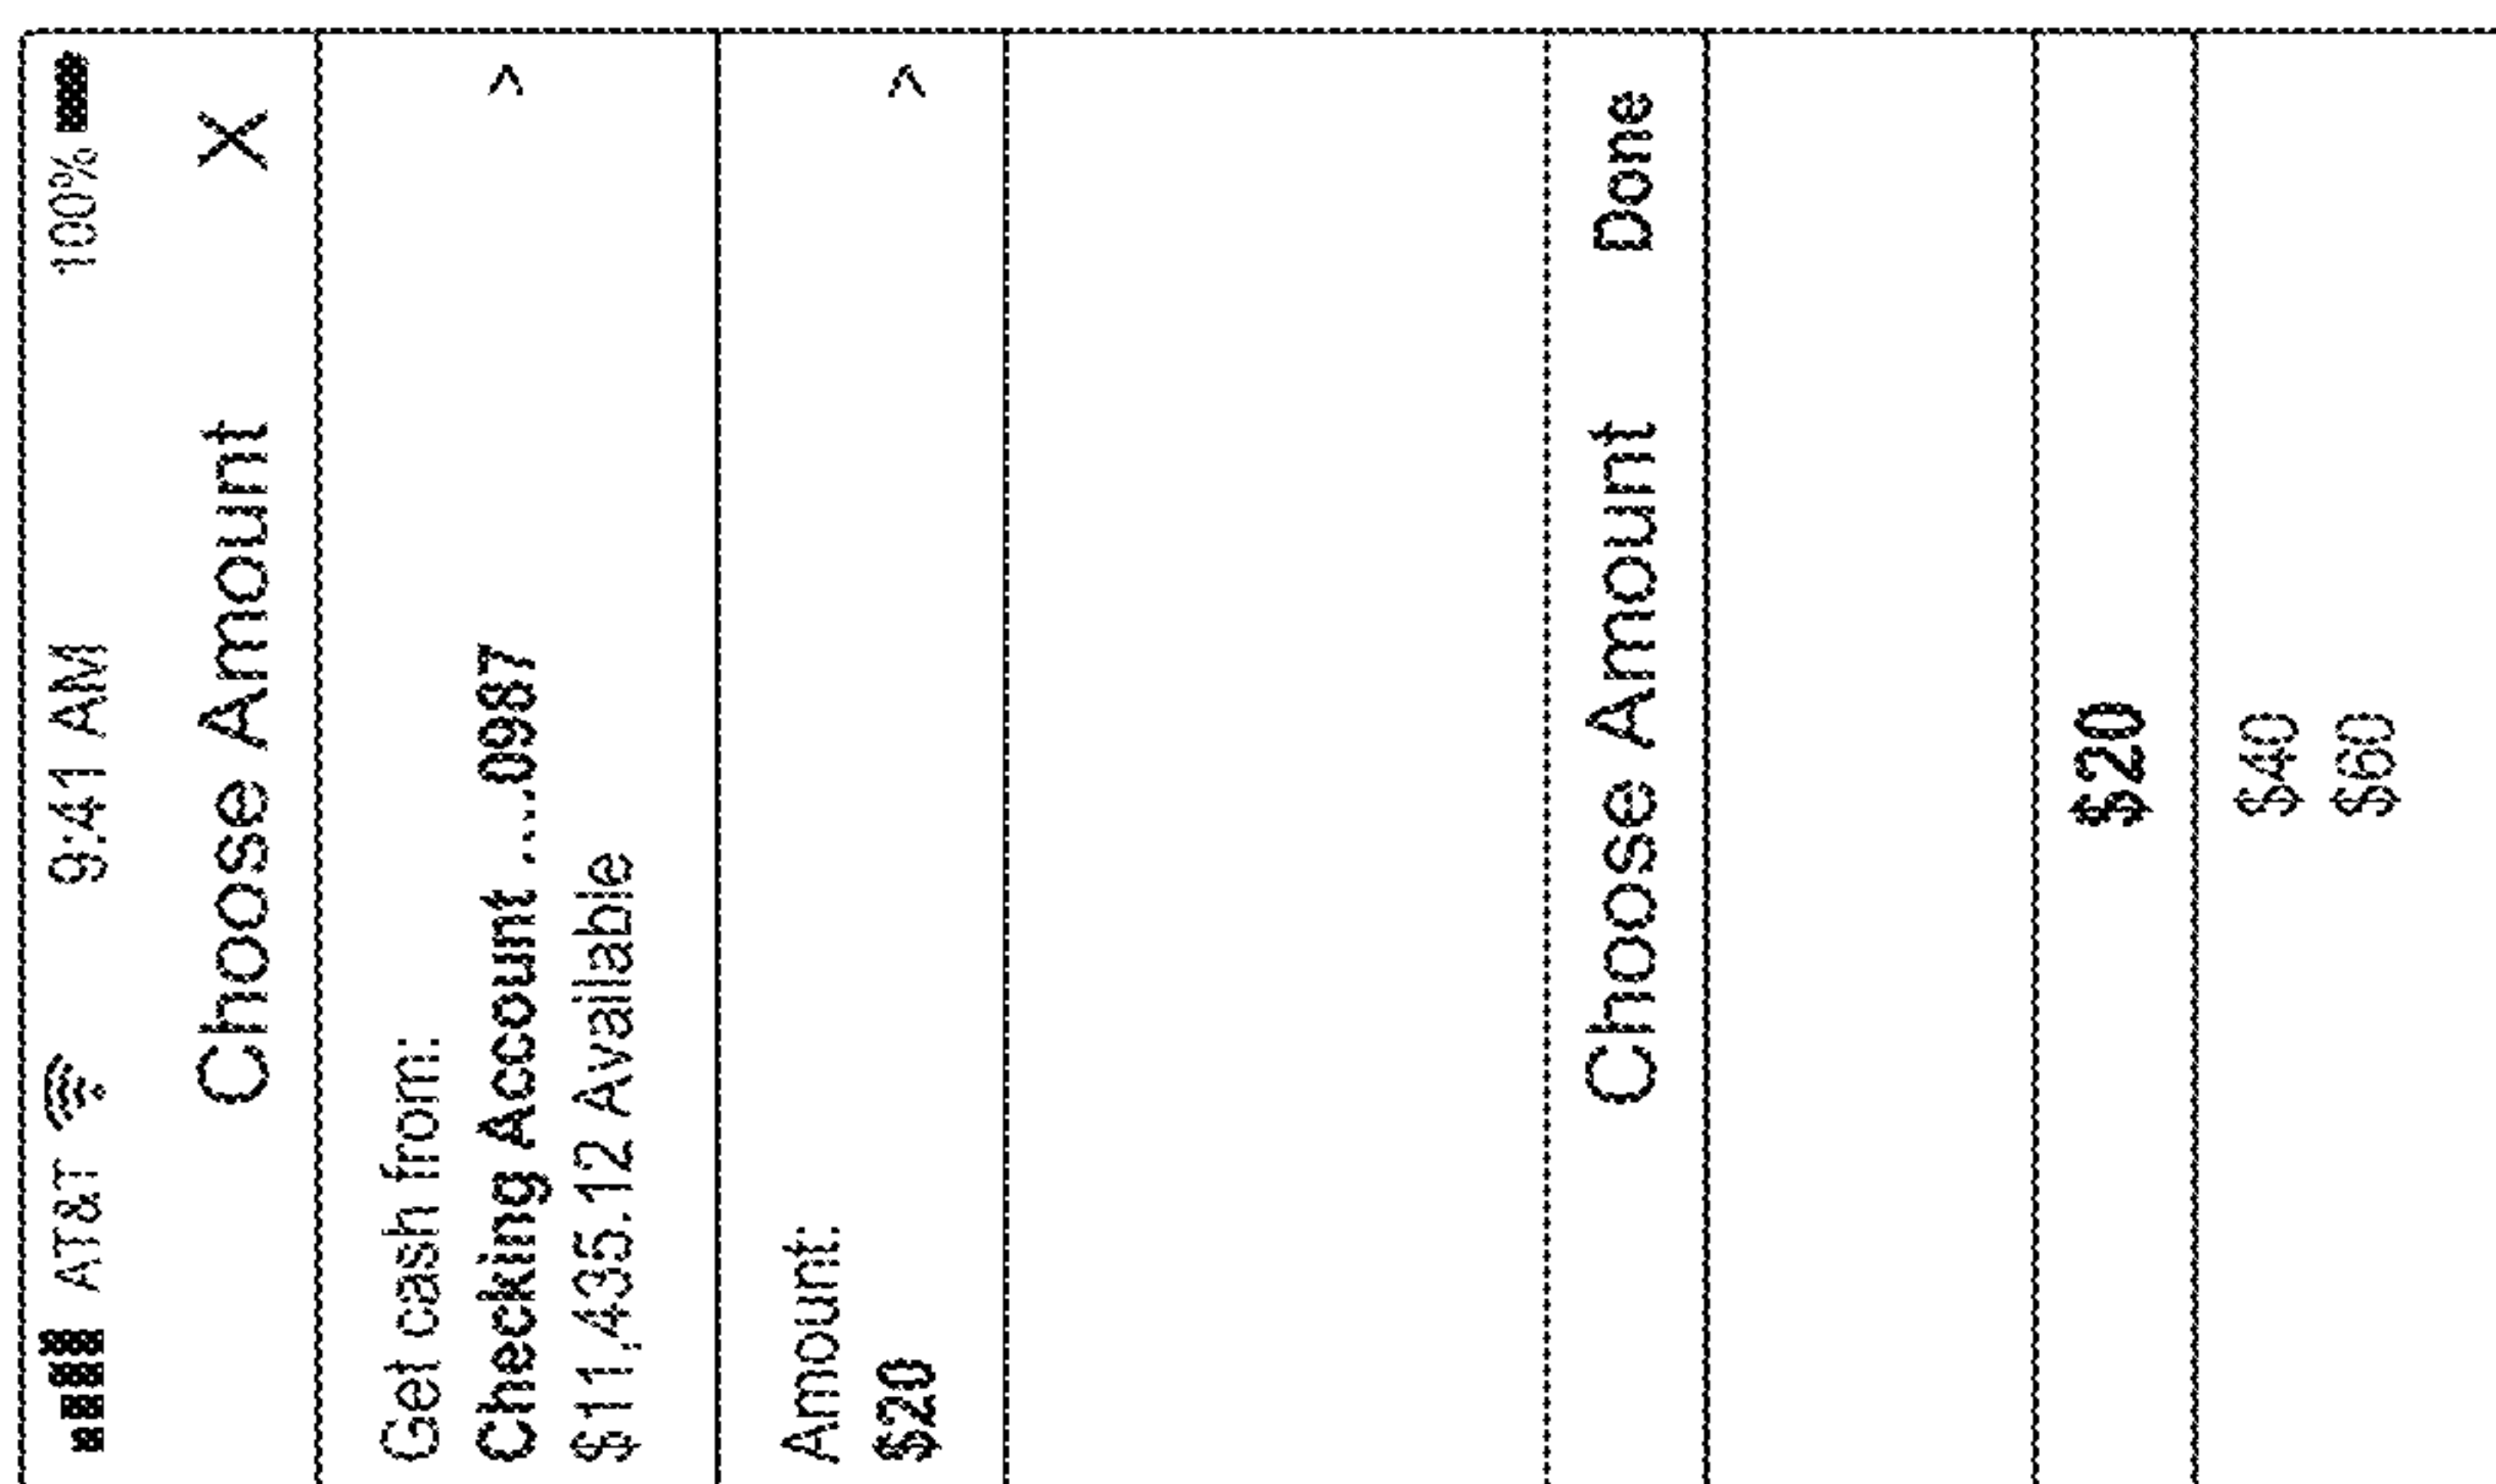 AT&T 9:41 AM 100%
Choose Amount X
Get cash from:
Checking Account ....0987 >
$11,435.12 Available
Amount:
$20 >
Choose Amount Done
$20
$40
$60